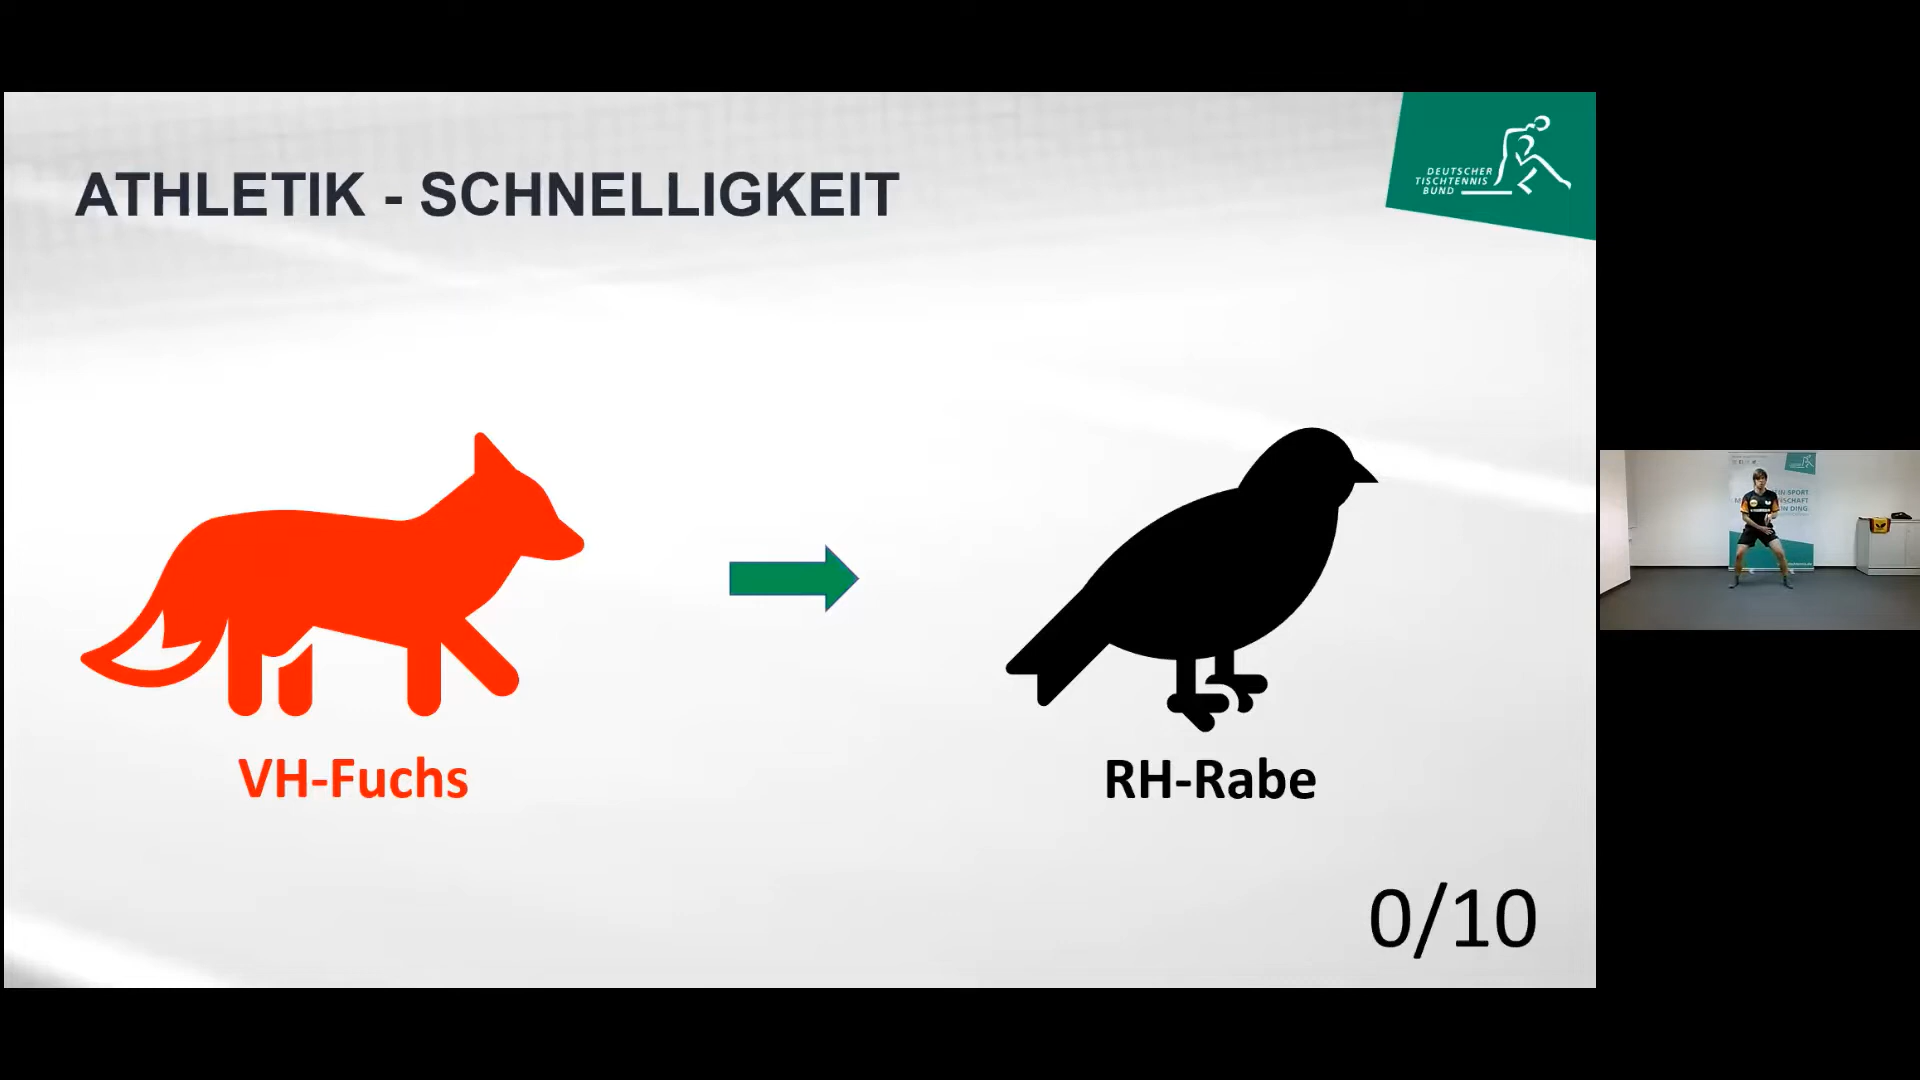 ATHLETIK - SCHNELLIGKEIT
DEUTSCHER
TISCHTENNIS
BUND
VH-Fuchs
RH-Rabe
0/10